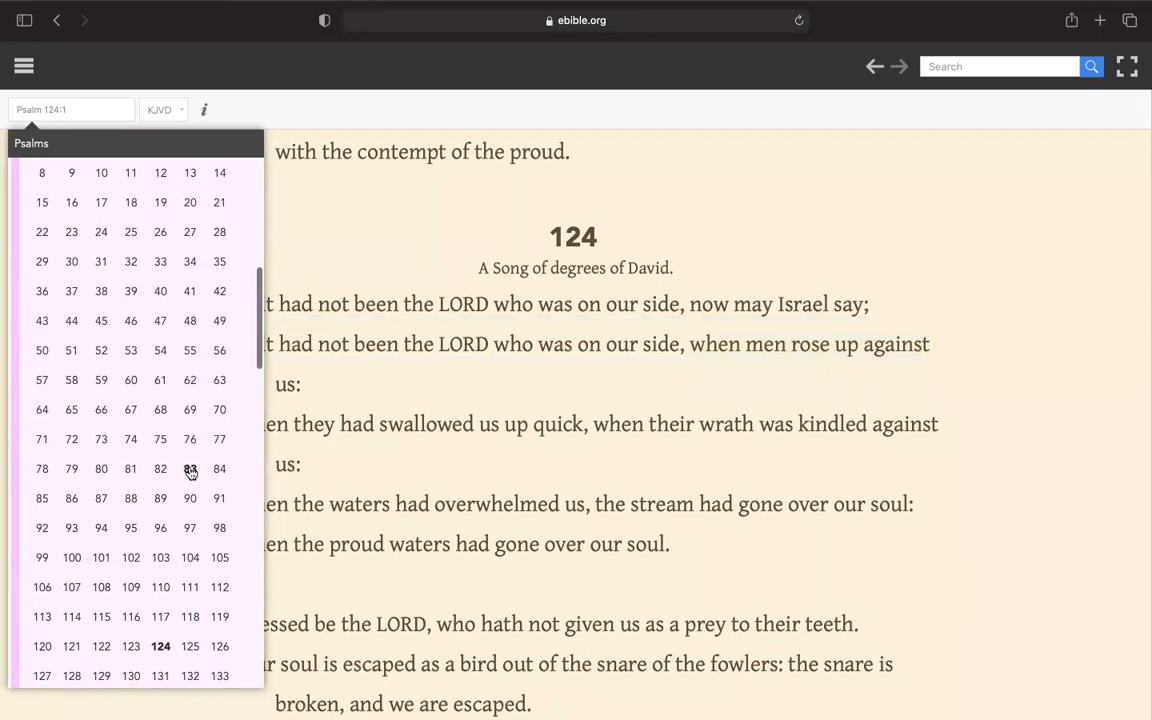 ebible.org
Search
Psalm 124:1
KJVD
i
Psalms
8 9 10 11 12 13 14
15 16 17 18 19 20 21
22 23 24 25 26 27 28
29 30 31 32 33 34 35
36 37 38 39 40 41 42
43 44 45 46 47 48 49
50 51 52 53 54 55 56
57 58 59 60 61 62 63
64 65 66 67 68 69 70
71 72 73 74 75 76 77
78 79 80 81 82 83 84
85 86 87 88 89 90 91
92 93 94 95 96 97 98
99 100 101 102 103 104 105
106 107 108 109 110 111 112
113 114 115 116 117 118 119
120 121 122 123 124 125 126
127 128 129 130 131 132 133
with the contempt of the proud.
124
A Song of degrees of David.
t had not been the LORD who was on our side, now may Israel say;
t had not been the LORD who was on our side, when men rose up against
us:
en they had swallowed us up quick, when their wrath was kindled against
us:
en the waters had overwhelmed us, the stream had gone over our soul:
en the proud waters had gone over our soul.
essed be the LORD, who hath not given us as a prey to their teeth.
r soul is escaped as a bird out of the snare of the fowlers: the snare is
broken, and we are escaped.